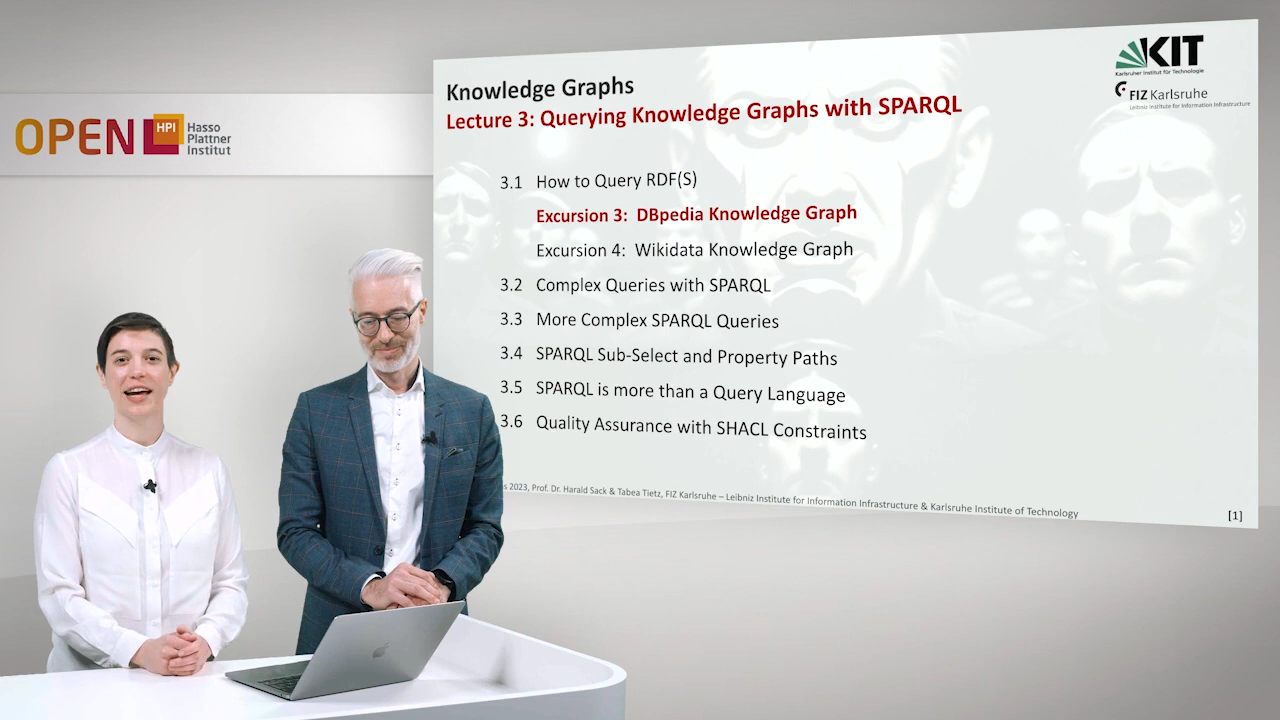 OPEN HPI Hasso
Plattner
Institut
Knowledge Graphs
Lecture 3: Querying Knowledge Graphs with SPARQL
KIT
Karlsruher Institut für Technologie
FIZ Karlsruhe
Leibniz Institute for Information Infrastructure
3.1 How to Query RDF(S)
Excursion 3: DBpedia Knowledge Graph
Excursion 4: Wikidata Knowledge Graph
3.2 Complex Queries with SPARQL
3.3 More Complex SPARQL Queries
3.4 SPARQL Sub-Select and Property Paths
3.5 SPARQL is more than a Query Language
3.6 Quality Assurance with SHACL Constraints
s 2023, Prof. Dr. Harald Sack & Tabea Tietz, FIZ Karlsruhe – Leibniz Institute for Information Infrastructure & Karlsruhe Institute of Technology
[1]